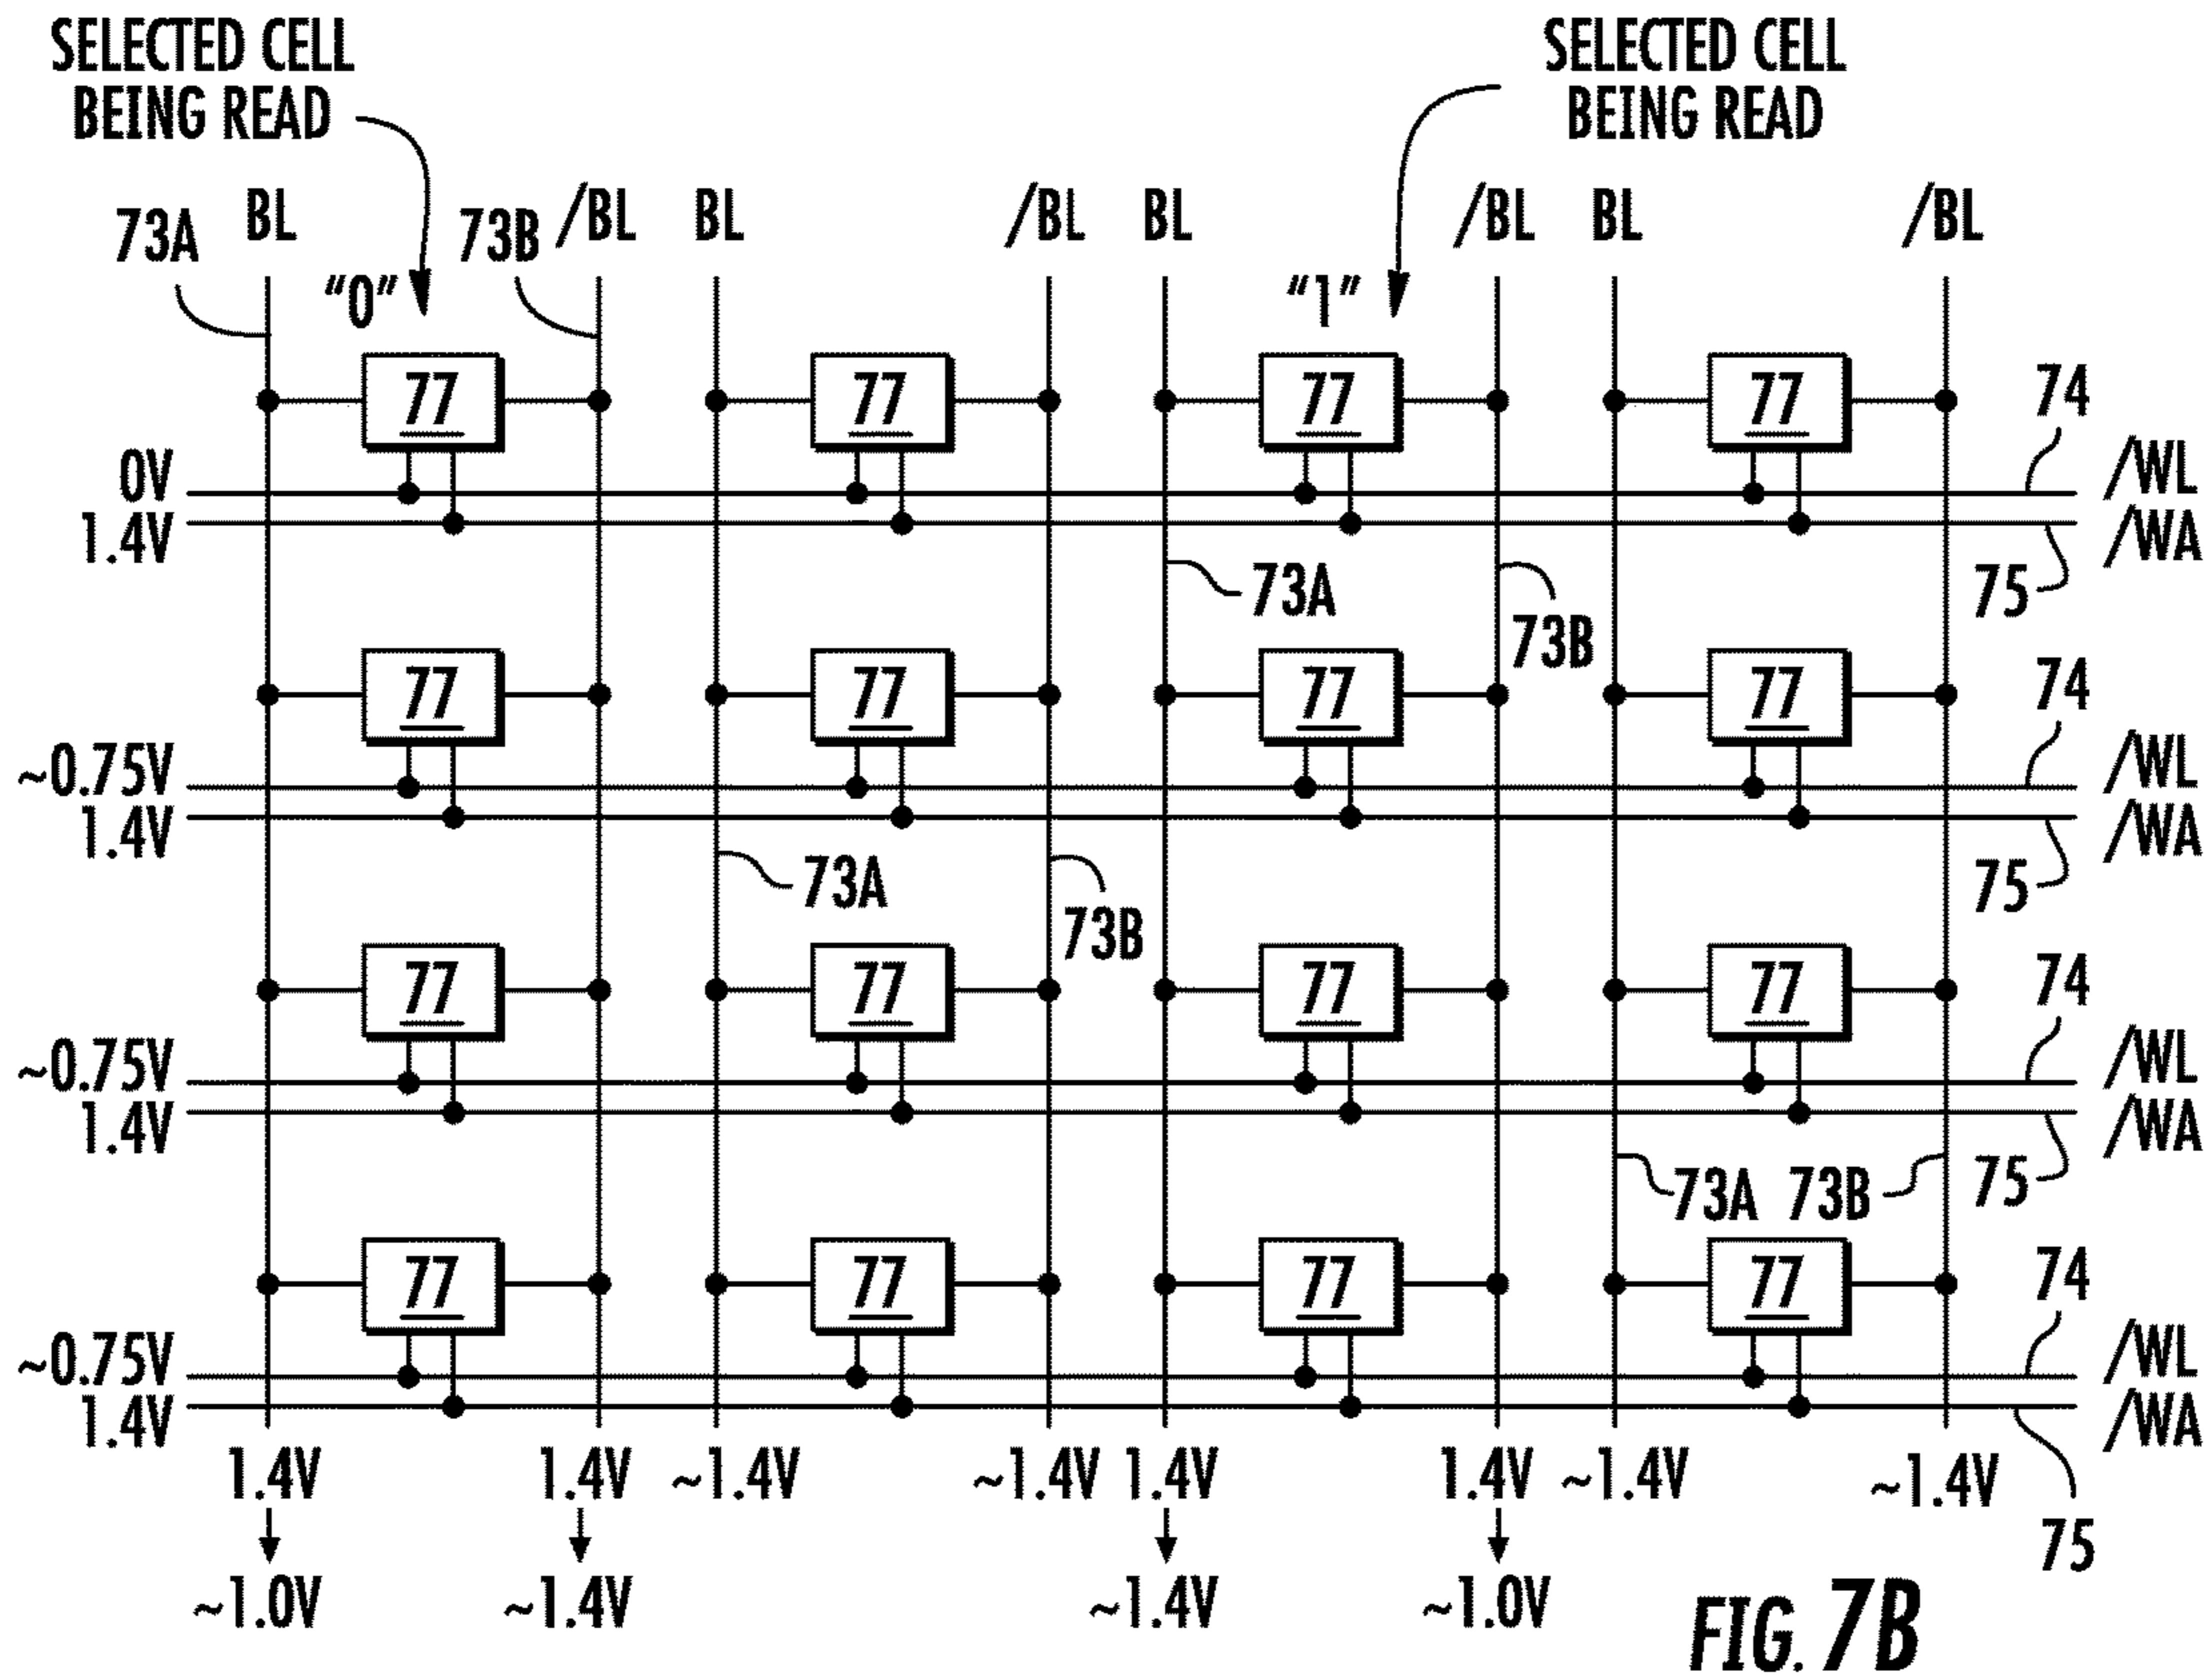 SELECTED CELL
BEING READ
SELECTED CELL
BEING READ
73A BL 73B /BL BL /BL BL /BL BL /BL
"0" "1"
77 77 77 77 74
0V /WL
1.4V /WA
73A 73B 75
77 77 77 77 74
~0.75V /WL
1.4V /WA
73A 73B 75
77 77 77 77 74
~0.75V /WL
1.4V /WA
73A 73B 75
77 77 77 77 74
~0.75V /WL
1.4V /WA
1.4V 1.4V ~1.4V ~1.4V 1.4V 1.4V ~1.4V ~1.4V
75
~1.0V ~1.4V ~1.4V ~1.0V
FIG. 7B